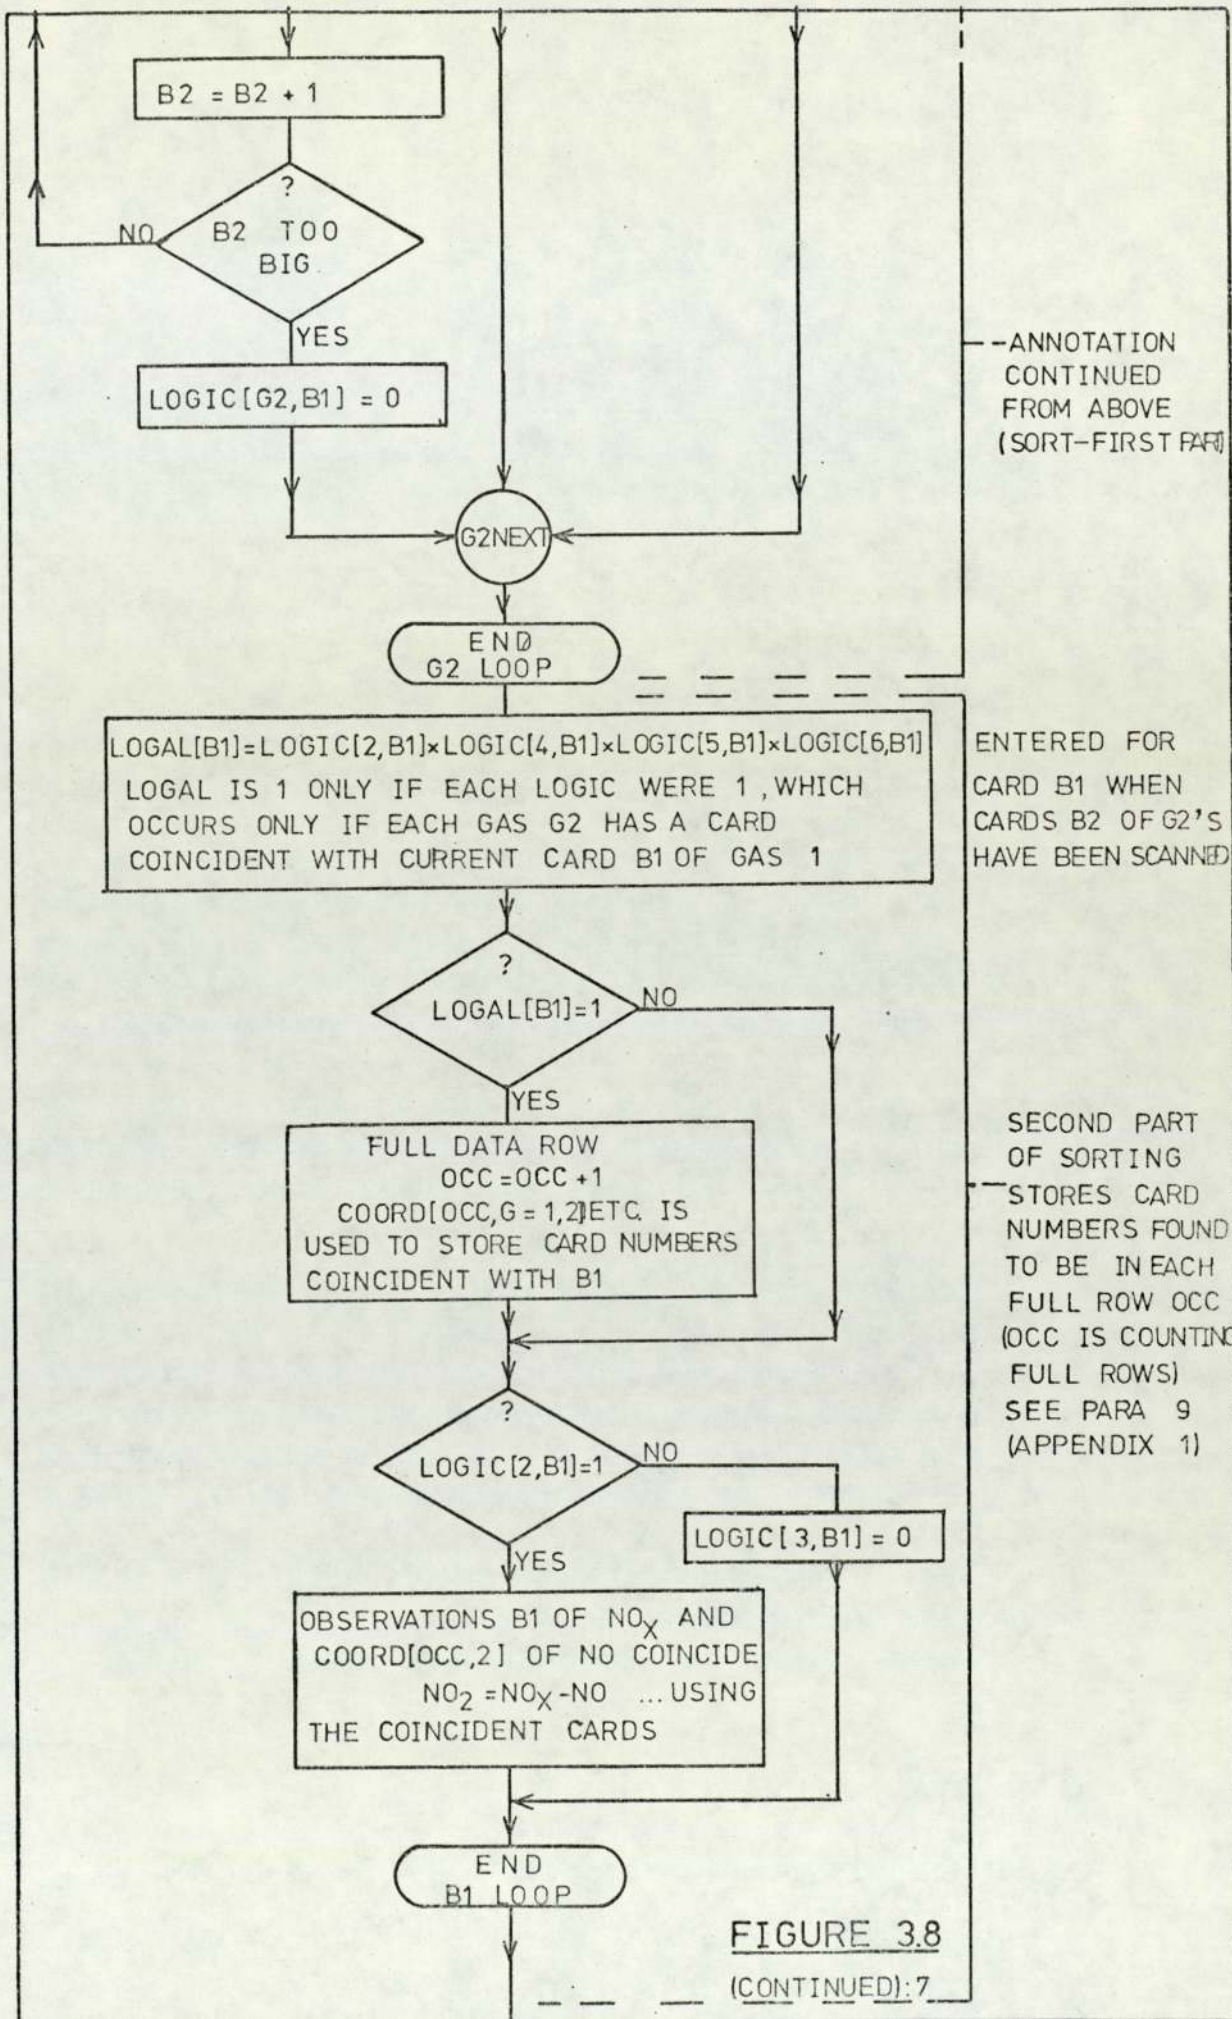 B2 = B2 + 1
?
B2 TOO
BIG
NO
YES
LOGIC[G2,B1] = 0
--ANNOTATION
CONTINUED
FROM ABOVE
(SORT-FIRST PART)
G2NEXT
END
G2 LOOP
LOGAL[B1]=LOGIC[2,B1]×LOGIC[4,B1]×LOGIC[5,B1]×LOGIC[6,B1]
LOGAL IS 1 ONLY IF EACH LOGIC WERE 1 , WHICH
OCCURS ONLY IF EACH GAS G2 HAS A CARD
COINCIDENT WITH CURRENT CARD B1 OF GAS 1
ENTERED FOR
CARD B1 WHEN
CARDS B2 OF G2'S
HAVE BEEN SCANNED
?
LOGAL[B1]=1
NO
YES
FULL DATA ROW
OCC=OCC +1
COORD[OCC,G = 1,2]ETC. IS
USED TO STORE CARD NUMBERS
COINCIDENT WITH B1
SECOND PART
OF SORTING
STORES CARD
NUMBERS FOUND
TO BE IN EACH
FULL ROW OCC
(OCC IS COUNTING
FULL ROWS)
SEE PARA 9
(APPENDIX 1)
?
LOGIC[2,B1]=1
NO
LOGIC[3,B1] = 0
YES
OBSERVATIONS B1 OF NOX AND
COORD[OCC,2] OF NO COINCIDE
NO2 =NOX-NO ... USING
THE COINCIDENT CARDS
END
B1 LOOP
FIGURE 3.8
(CONTINUED):7